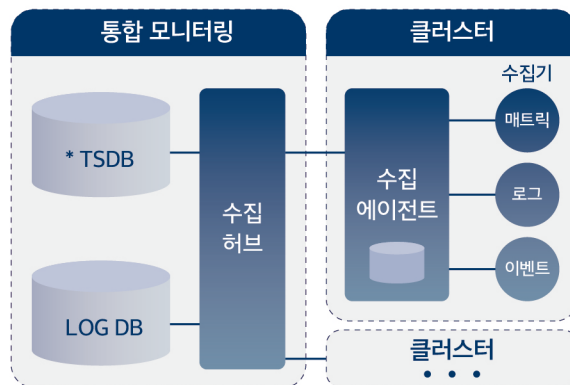 통합 모니터링
* TSDB
LOG DB
수집
허브
클러스터
수집기
수집
에이전트
매트릭
로그
이벤트
클러스터
• • •